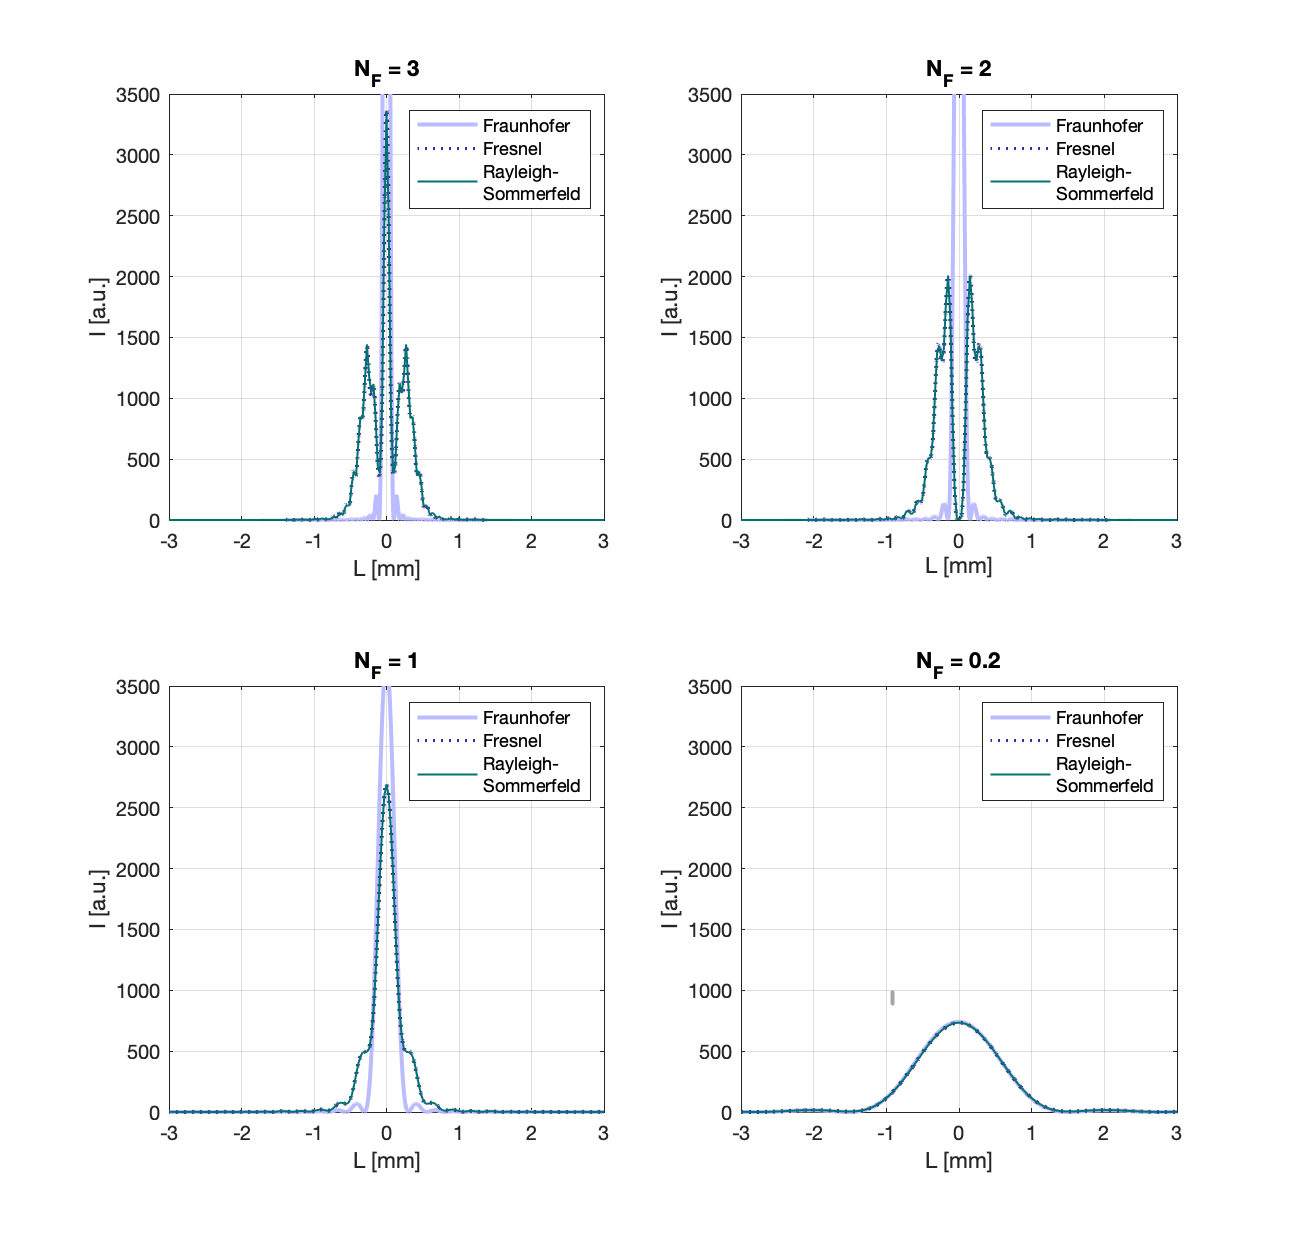 N_F = 3
3500
3000
2500
2000
1500
1000
500
0
I [a.u.]
-3 -2 -1 0 1 2 3
L [mm]
Fraunhofer
Fresnel
Rayleigh-
Sommerfeld
N_F = 2
3500
3000
2500
2000
1500
1000
500
0
I [a.u.]
-3 -2 -1 0 1 2 3
L [mm]
Fraunhofer
Fresnel
Rayleigh-
Sommerfeld
N_F = 1
3500
3000
2500
2000
1500
1000
500
0
I [a.u.]
-3 -2 -1 0 1 2 3
L [mm]
Fraunhofer
Fresnel
Rayleigh-
Sommerfeld
N_F = 0.2
3500
3000
2500
2000
1500
1000
500
0
I [a.u.]
-3 -2 -1 0 1 2 3
L [mm]
Fraunhofer
Fresnel
Rayleigh-
Sommerfeld